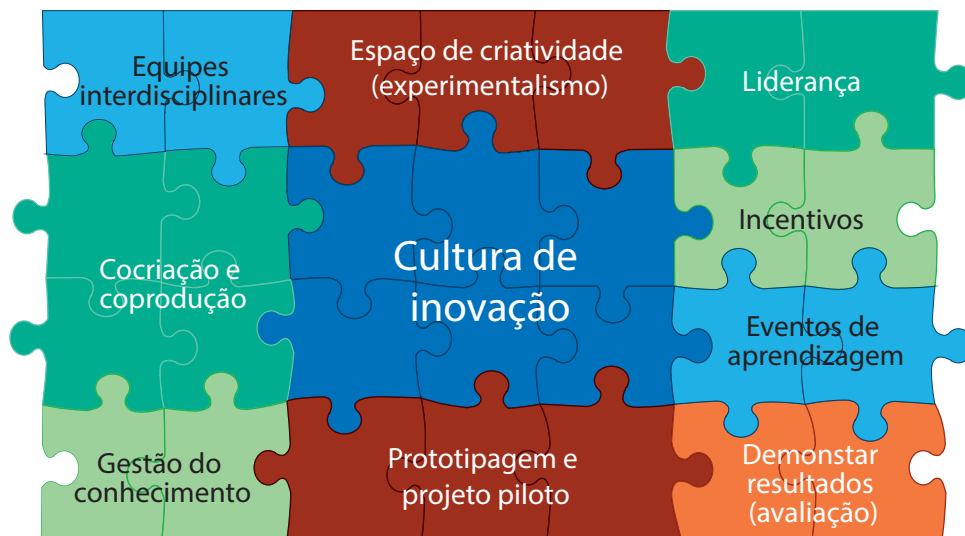 Equipes
interdisciplinares
Espaço de criatividade
(experimentalismo)
Liderança
Cocriação e
coprodução
Cultura de
inovação
Incentivos
Eventos de
aprendizagem
Gestão do
conhecimento
Prototipagem e
projeto piloto
Demonstar
resultados
(avaliação)